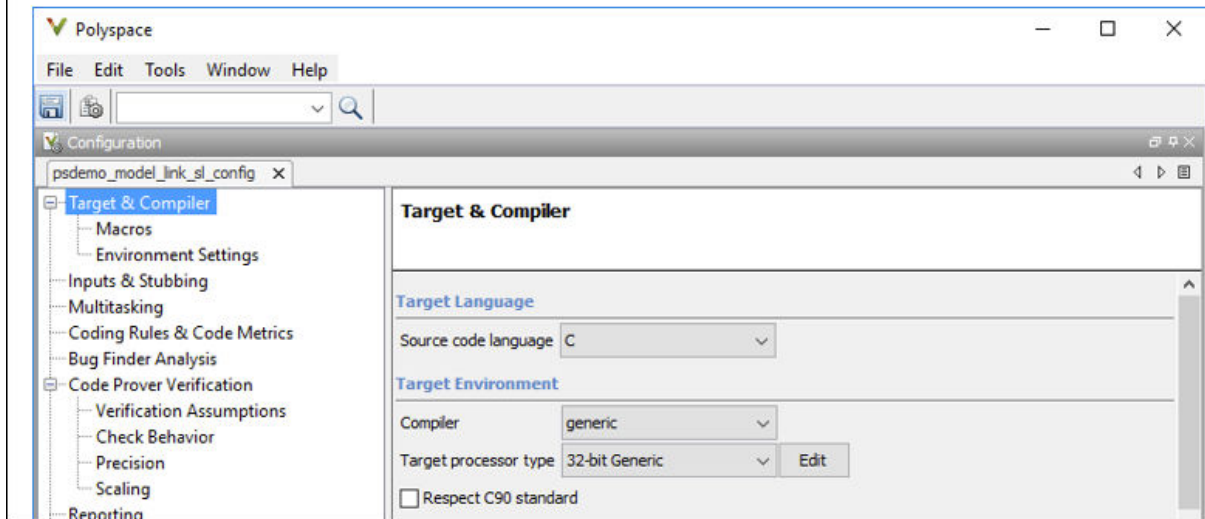 Polyspace
File Edit Tools Window Help
Configuration
psdemo_model_link_sl_config
Target & Compiler
Macros
Environment Settings
Inputs & Stubbing
Multitasking
Coding Rules & Code Metrics
Bug Finder Analysis
Code Prover Verification
Verification Assumptions
Check Behavior
Precision
Scaling
Reporting
Target & Compiler
Target Language
Source code language C
Target Environment
Compiler generic
Target processor type 32-bit Generic Edit
Respect C90 standard